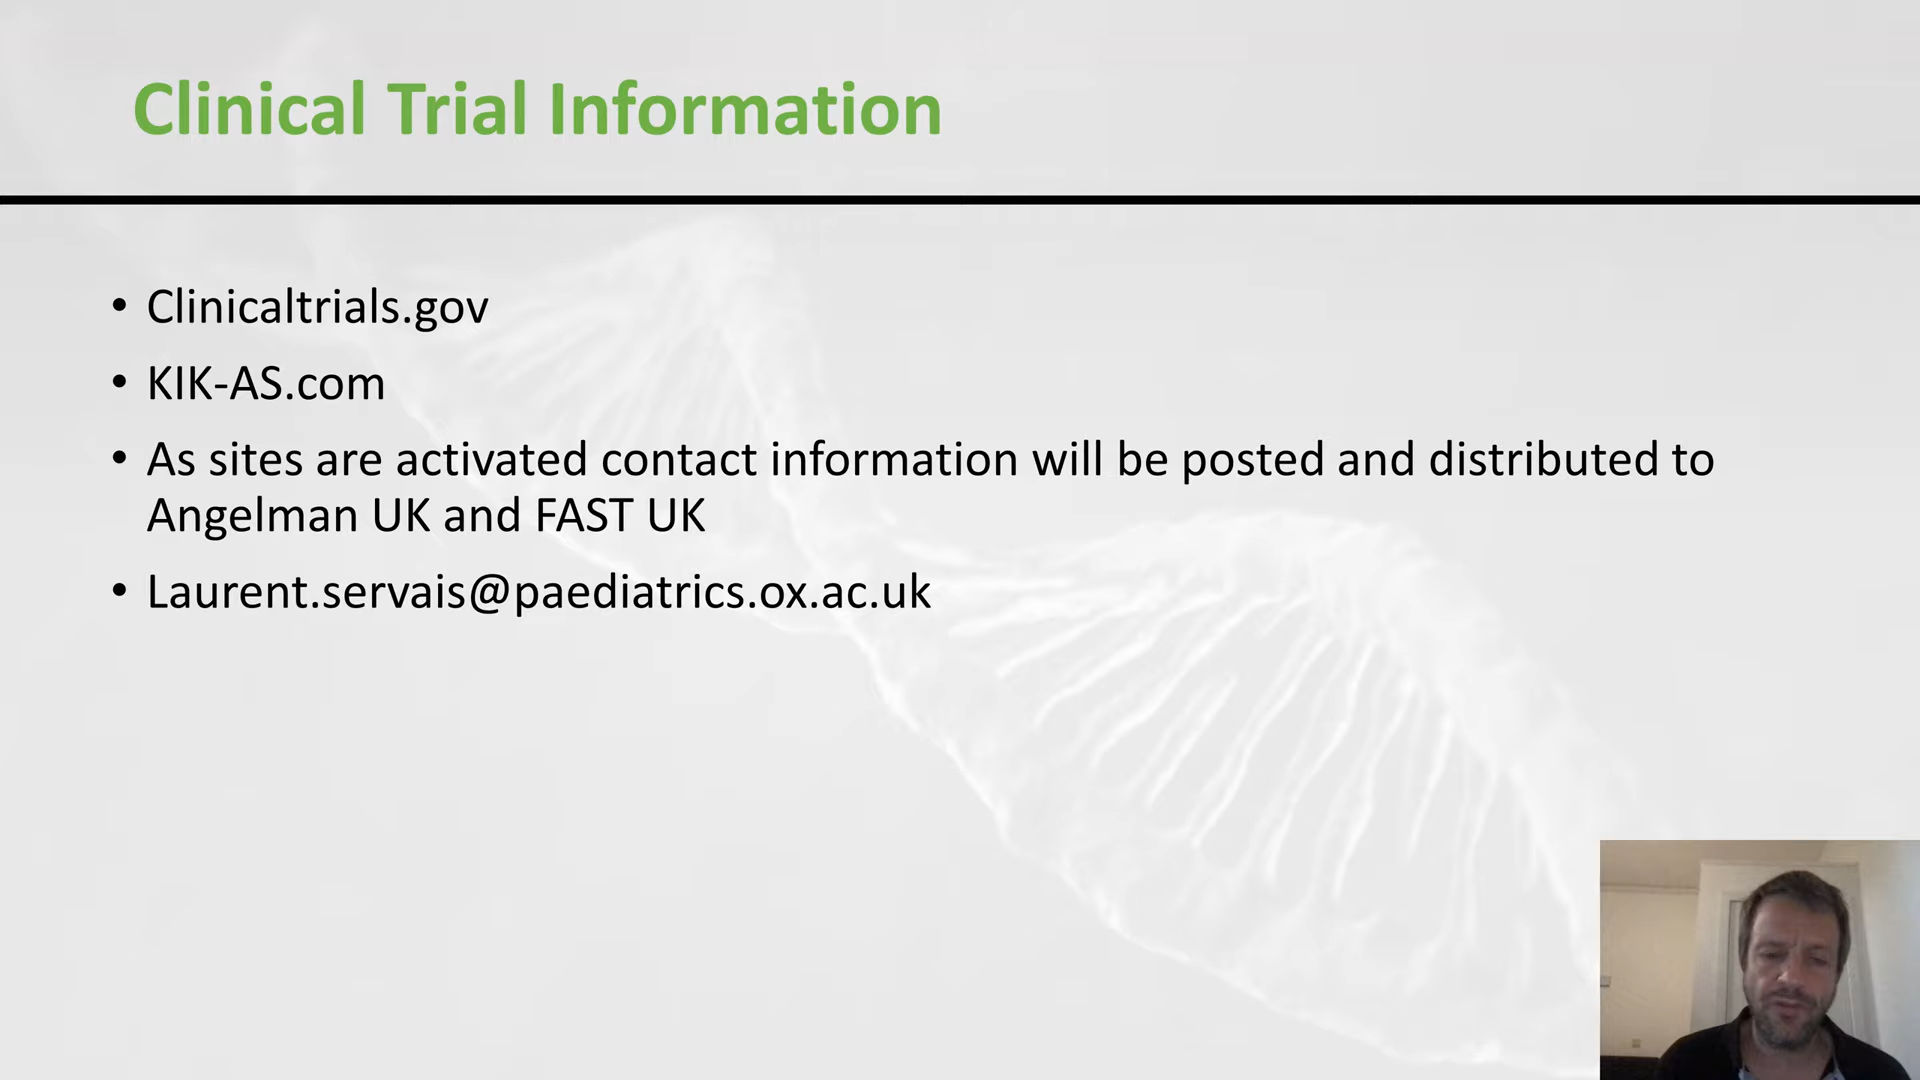 Clinical Trial Information
• Clinicaltrials.gov
• KIK-AS.com
• As sites are activated contact information will be posted and distributed to
Angelman UK and FAST UK
• Laurent.servais@paediatrics.ox.ac.uk